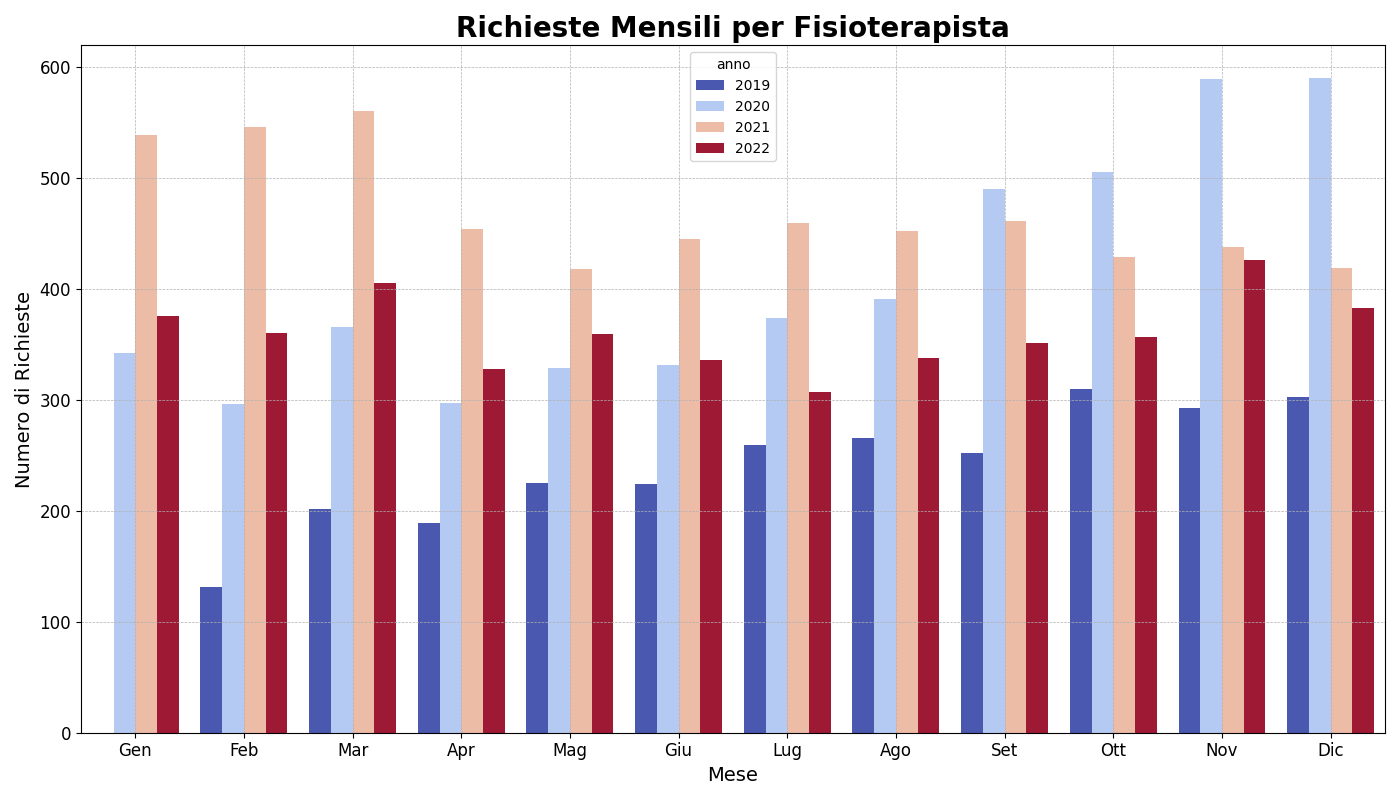 Richieste Mensili per Fisioterapista
anno
2019
2020
2021
2022
Numero di Richieste
600
500
400
300
200
100
0
Gen Feb Mar Apr Mag Giu Lug Ago Set Ott Nov Dic
Mese